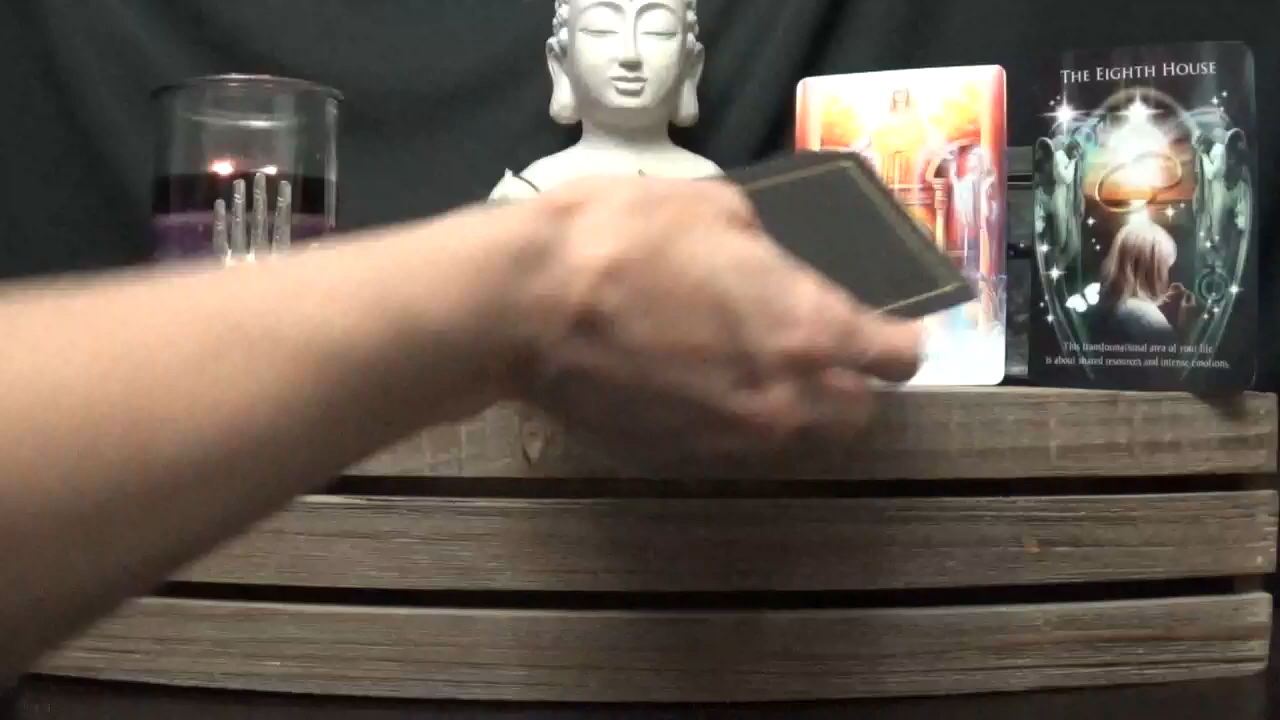 THE EIGHTH HOUSE
This transformational area of your life
is about shared resources and intense emotions.